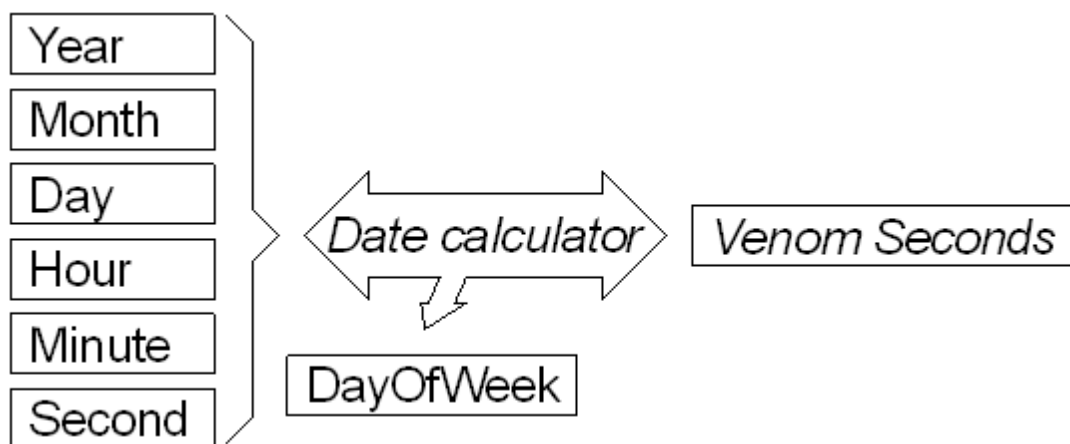 Year
Month
Day
Hour
Minute
Second
Date calculator
DayOfWeek
Venom Seconds